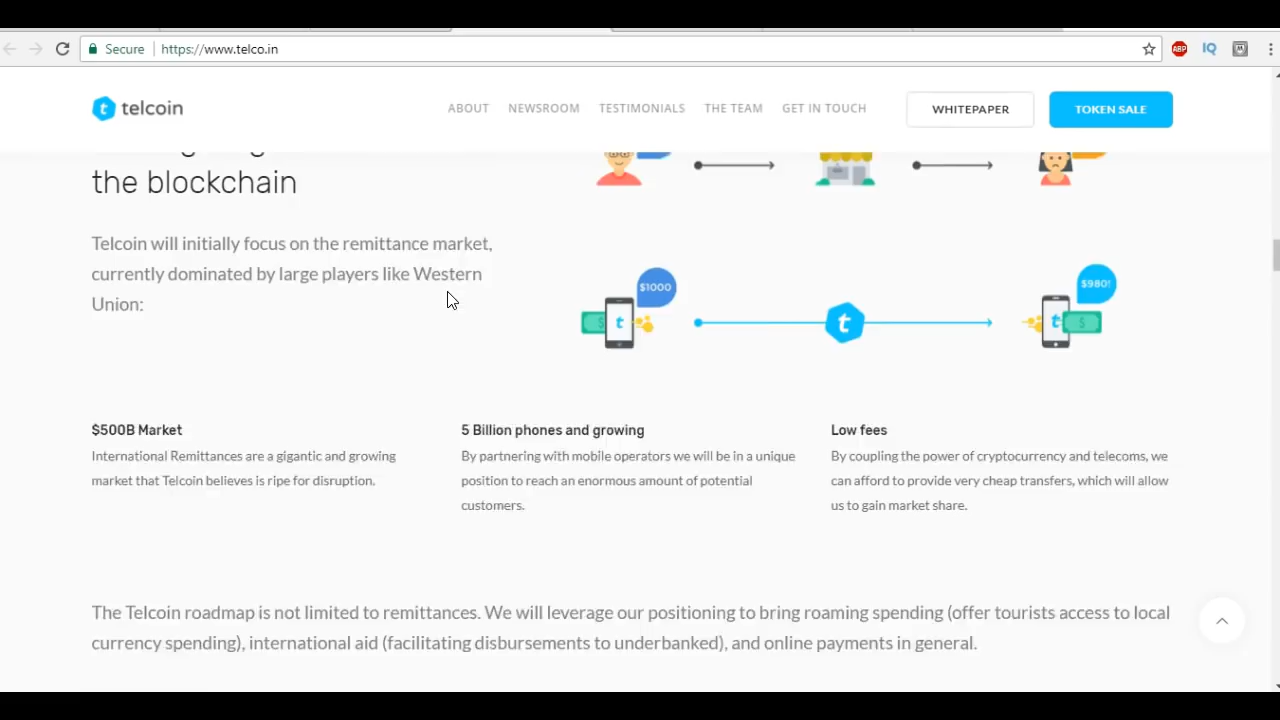 Secure https://www.telco.in
ABP
IQ
telcoin
ABOUT NEWSROOM TESTIMONIALS THE TEAM GET IN TOUCH WHITEPAPER TOKEN SALE
the blockchain
Telcoin will initially focus on the remittance market,
currently dominated by large players like Western
Union:
$1000
$980!
$500B Market
International Remittances are a gigantic and growing
market that Telcoin believes is ripe for disruption.
5 Billion phones and growing
By partnering with mobile operators we will be in a unique
position to reach an enormous amount of potential
customers.
Low fees
By coupling the power of cryptocurrency and telecoms, we
can afford to provide very cheap transfers, which will allow
us to gain market share.
The Telcoin roadmap is not limited to remittances. We will leverage our positioning to bring roaming spending (offer tourists access to local
currency spending), international aid (facilitating disbursements to underbanked), and online payments in general.